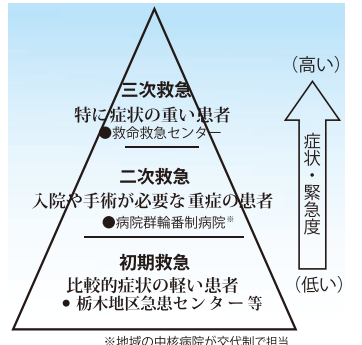 三次救急
特に症状の重い患者
●救命救急センター
二次救急
入院や手術が必要な重症の患者
●病院群輪番制病院※
初期救急
比較的症状の軽い患者
●栃木地区急患センター等
(高い)
症状・緊急度
(低い)
※地域の中核病院が交代制で担当